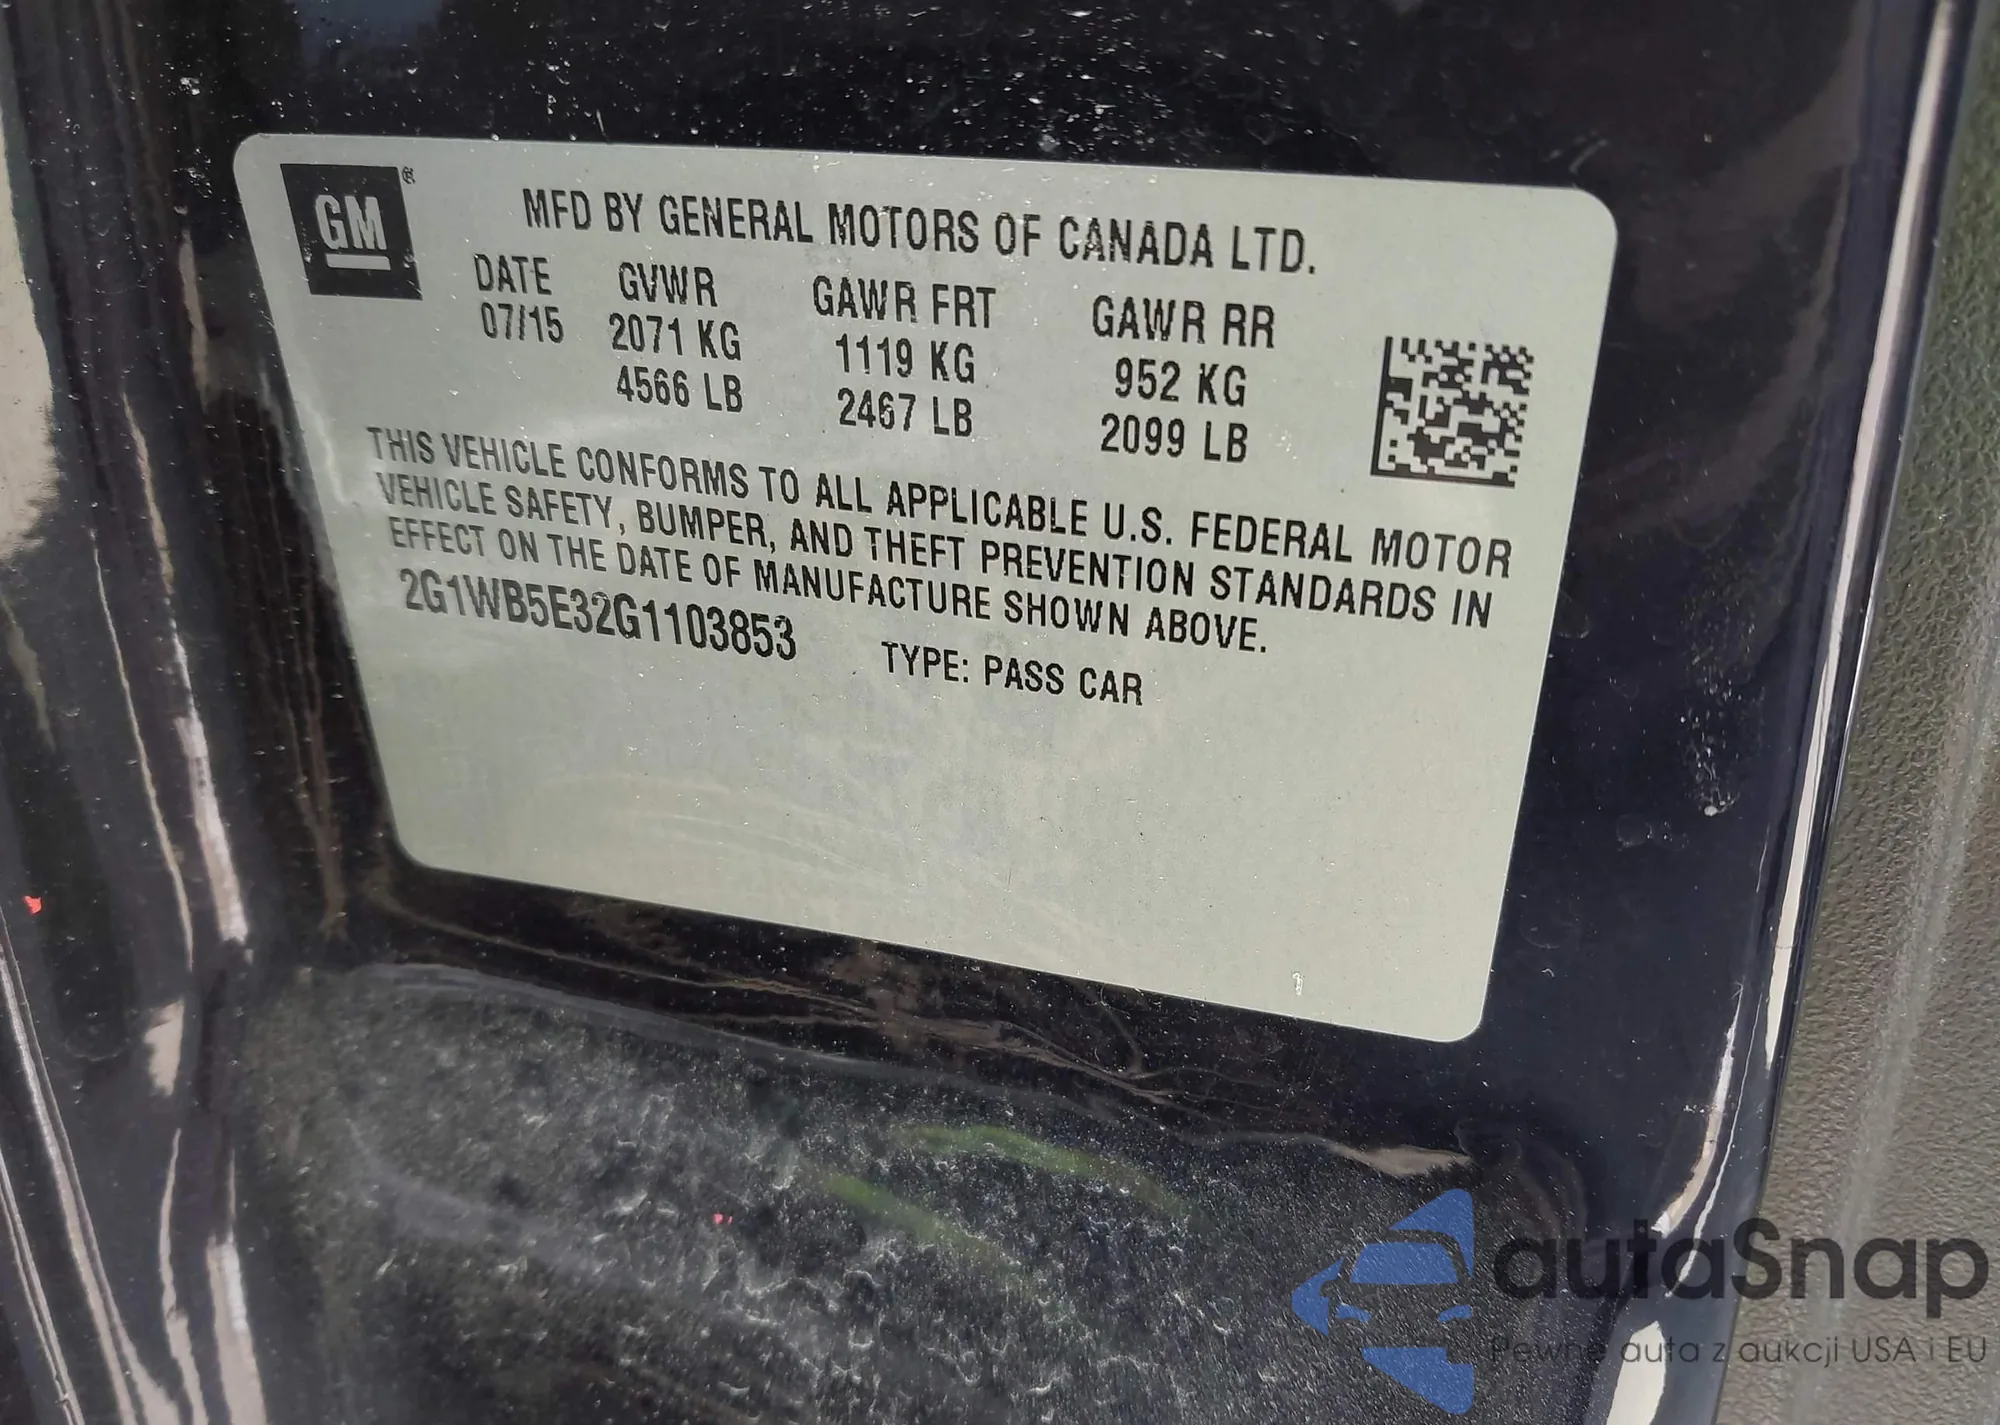 GM®
MFD BY GENERAL MOTORS OF CANADA LTD.
DATE GVWR GAWR FRT GAWR RR
07/15 2071 KG 1119 KG 952 KG
4566 LB 2467 LB 2099 LB
THIS VEHICLE CONFORMS TO ALL APPLICABLE U.S. FEDERAL MOTOR
VEHICLE SAFETY, BUMPER, AND THEFT PREVENTION STANDARDS IN
EFFECT ON THE DATE OF MANUFACTURE SHOWN ABOVE.
2G1WB5E32G1103853 TYPE: PASS CAR
autaSnap
Pewne auta z aukcji USA i EU